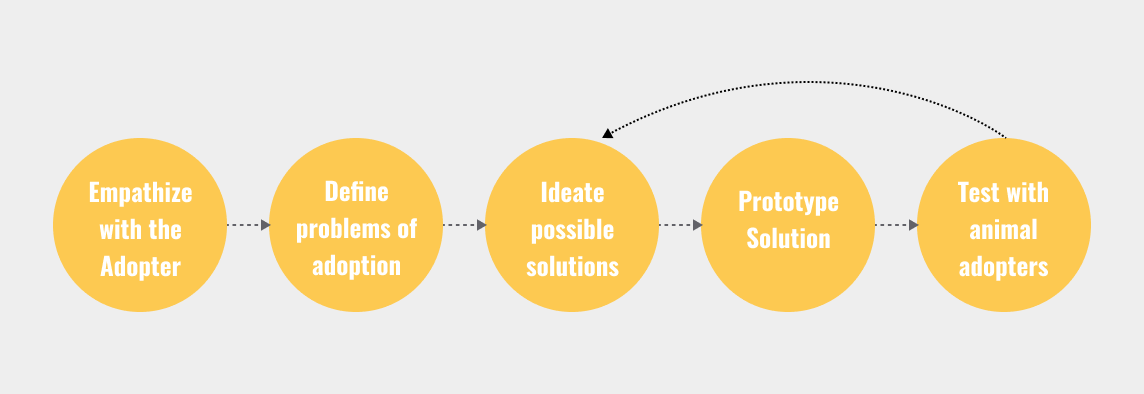 Empathize
with the
Adopter
Define
problems of
adoption
Ideate
possible
solutions
Prototype
Solution
Test with
animal
adopters